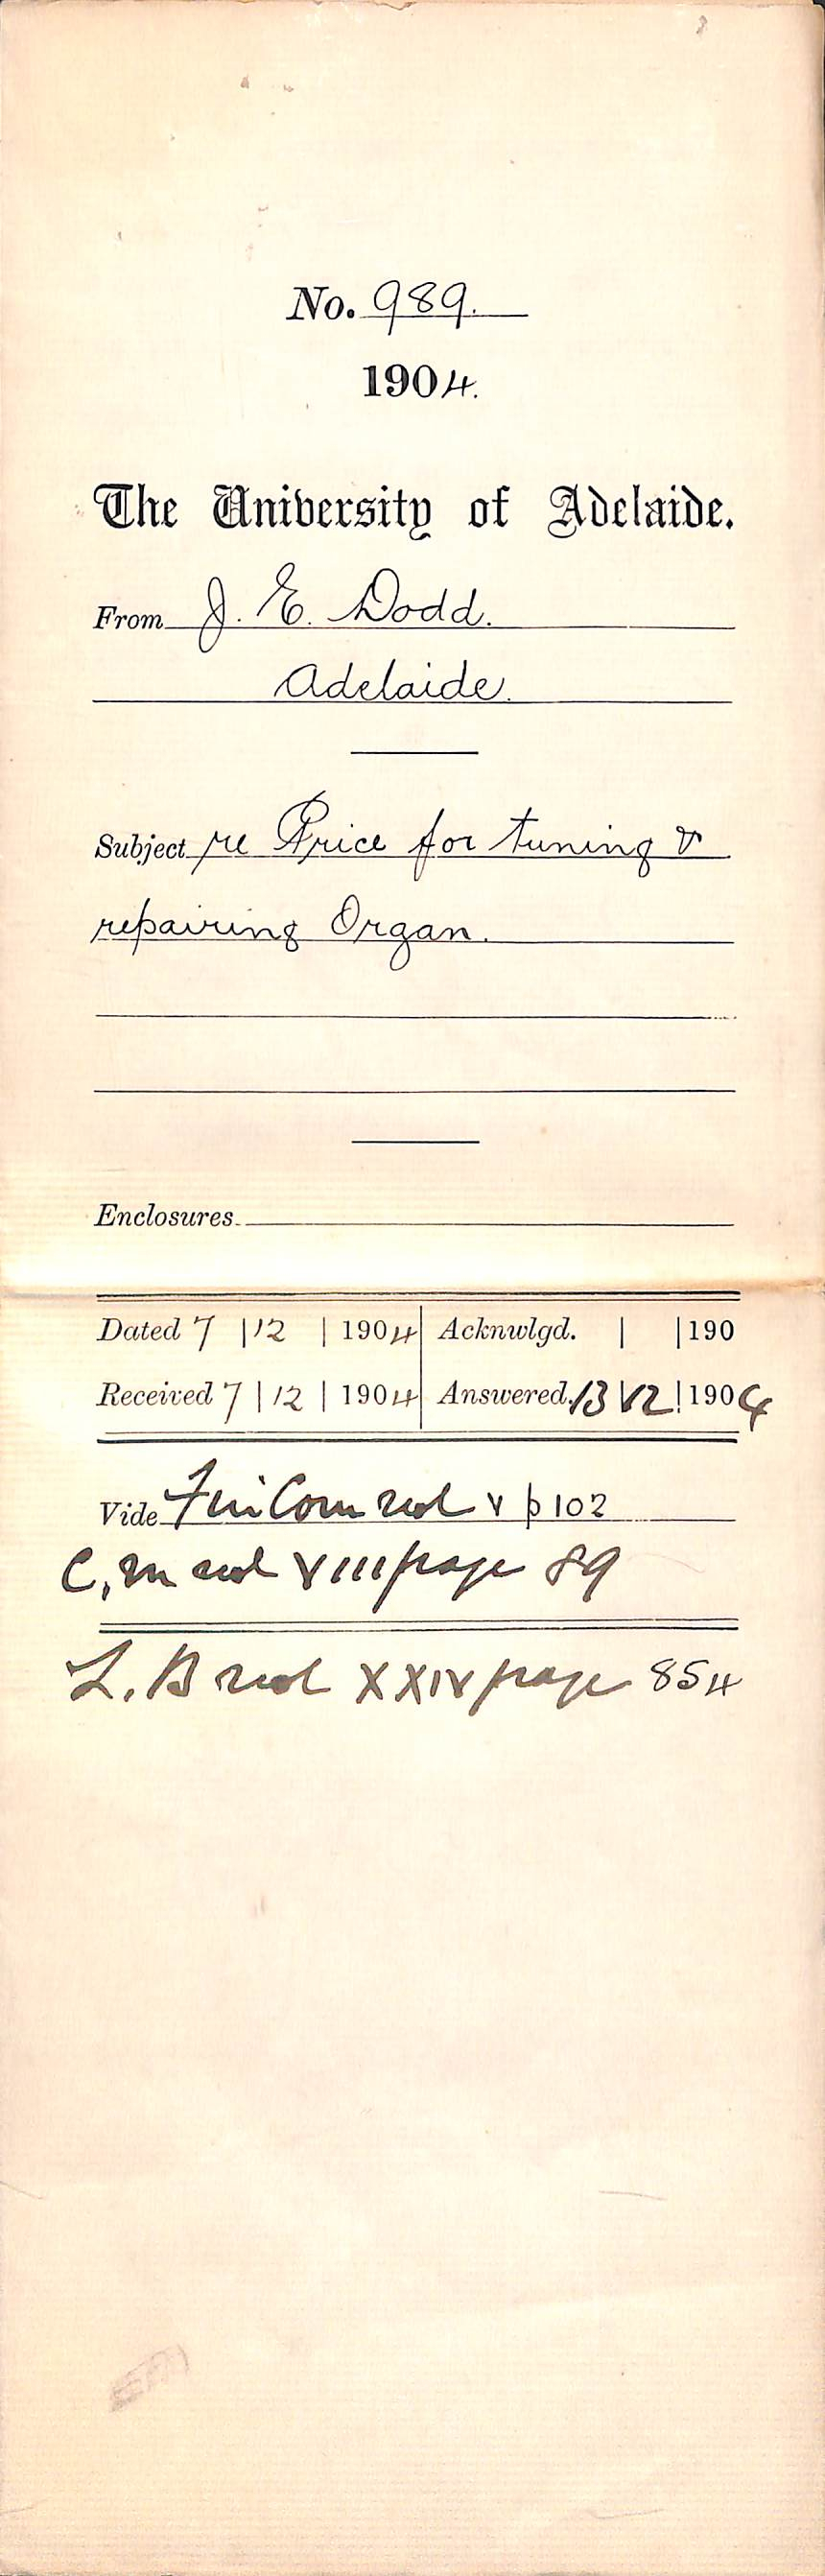 No. 989.
1904.
The University of Adelaide.
From J. E. Dodd.
Adelaide.
Subject re Price for tuning &
repairing Organ.
Enclosures.
Dated 7 | 12 | 1904 Acknwlgd. | | 190
Received 7 | 12 | 1904 Answered. 13 | 12 | 1904
Vide Fin Com vol v p 102
C, M vol VIII page 89
L. B vol XXIV page 854